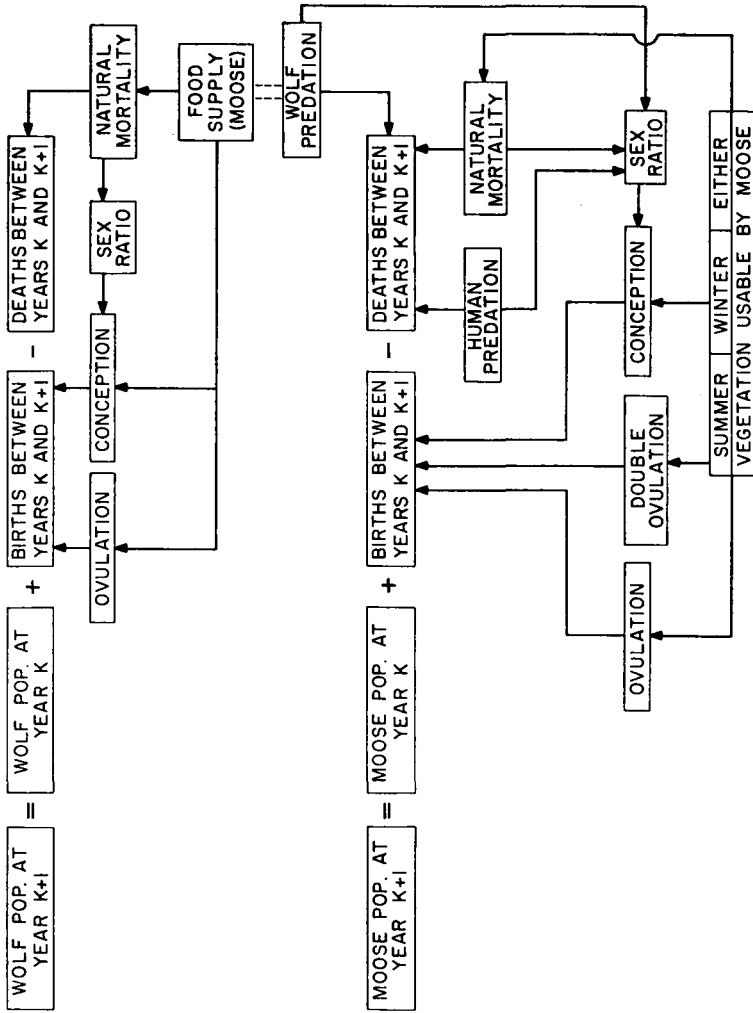 WOLF POP. AT
YEAR K+1
=
WOLF POP. AT
YEAR K
+
BIRTHS BETWEEN
YEARS K AND K+1
−
DEATHS BETWEEN
YEARS K AND K+1
OVULATION
CONCEPTION
SEX
RATIO
NATURAL
MORTALITY
FOOD
SUPPLY
(MOOSE)
WOLF
PREDATION
MOOSE POP. AT
YEAR K+1
=
MOOSE POP. AT
YEAR K
+
BIRTHS BETWEEN
YEARS K AND K+1
−
DEATHS BETWEEN
YEARS K AND K+1
HUMAN
PREDATION
NATURAL
MORTALITY
OVULATION
DOUBLE
OVULATION
CONCEPTION
SEX
RATIO
SUMMER
WINTER
EITHER
VEGETATION USABLE BY MOOSE